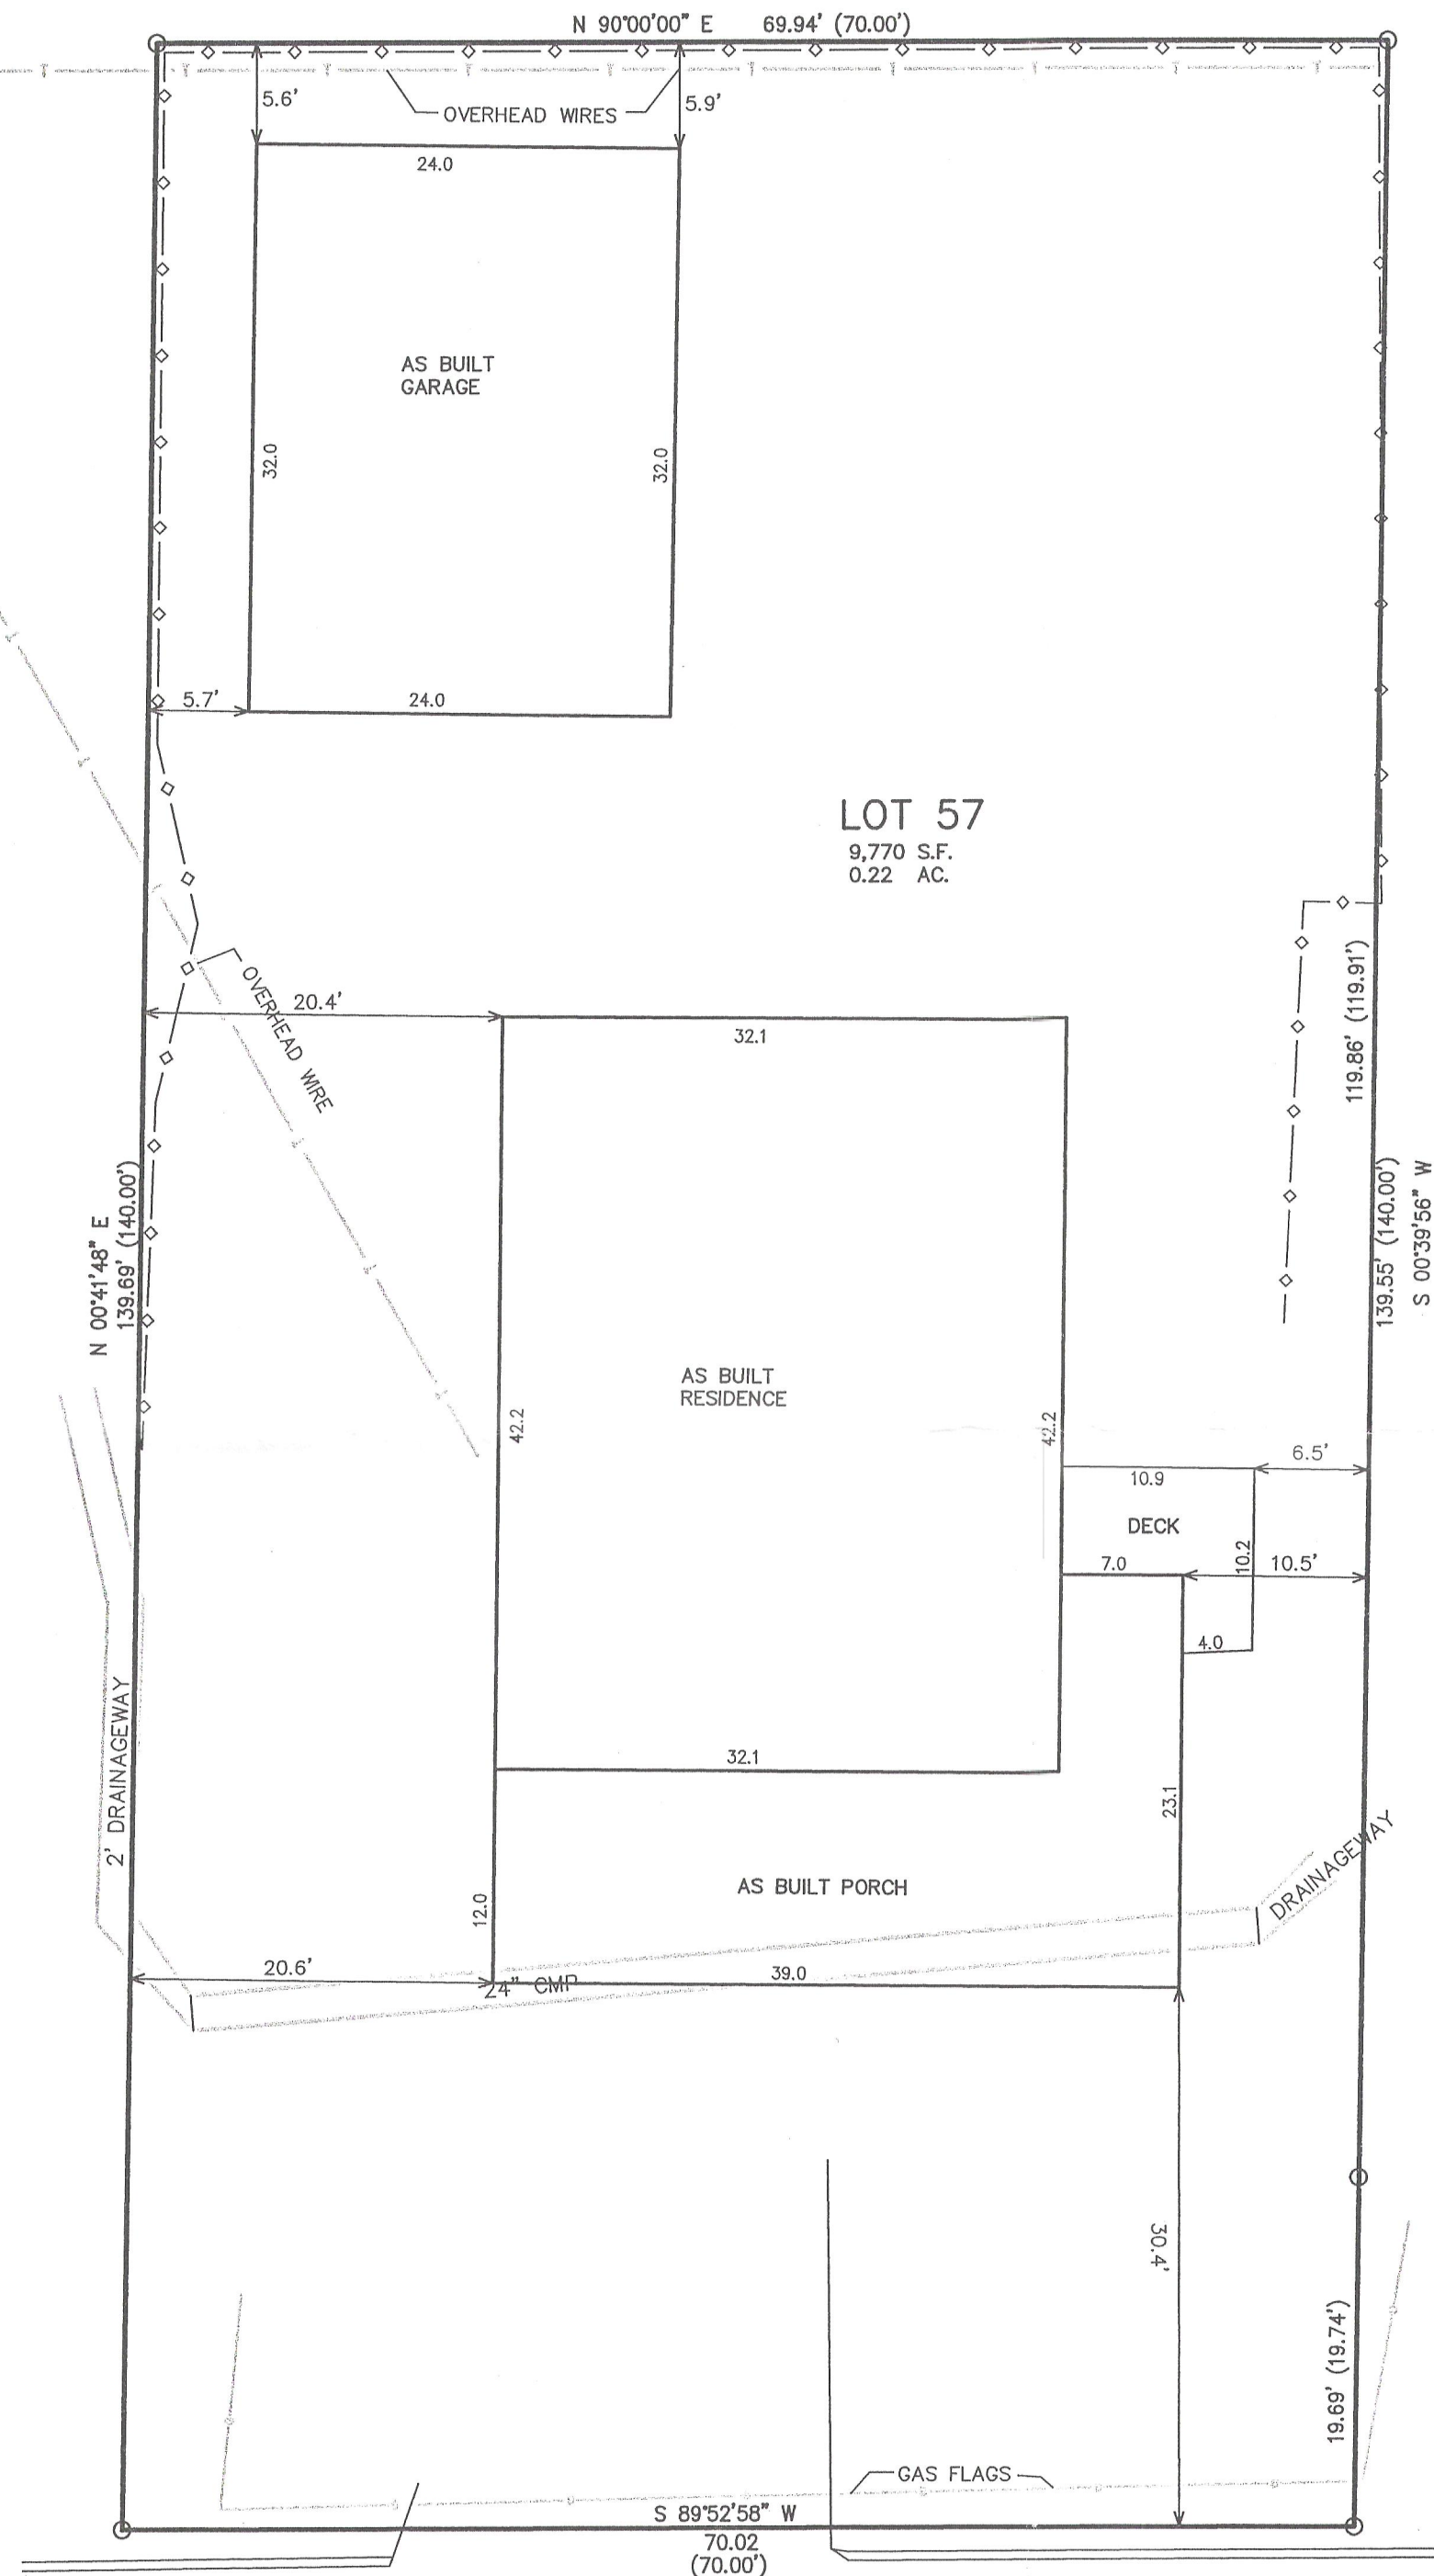 N 90°00'00" E 69.94' (70.00')
5.6'
OVERHEAD WIRES
5.9'
24.0
AS BUILT
GARAGE
32.0
32.0
5.7'
24.0
LOT 57
9,770 S.F.
0.22 AC.
OVERHEAD WIRE
20.4'
32.1
119.86' (119.91')
N 00°41'48" E
139.69' (140.00')
139.55' (140.00')
S 00°39'56" W
AS BUILT
RESIDENCE
42.2
42.2
6.5'
10.9
DECK
7.0
10.2
10.5'
4.0
2' DRAINAGEWAY
32.1
23.1
AS BUILT PORCH
12.0
DRAINAGEWAY
20.6'
24" CMP
39.0
30.4'
19.69' (19.74')
GAS FLAGS
S 89°52'58" W
70.02
(70.00')